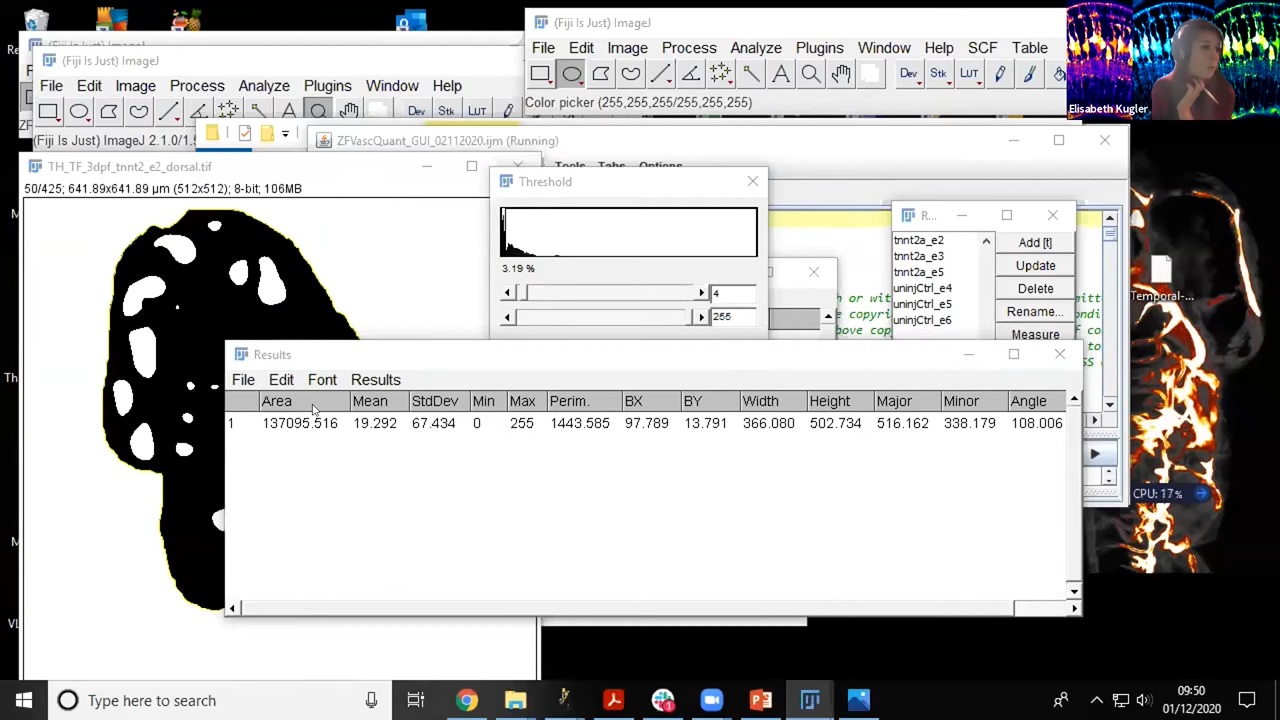 (Fiji Is Just) ImageJ
File Edit Image Process Analyze Plugins Window Help SCF Table
Dev Stk LUT
Color picker (255,255,255/255,255,255)
Elisabeth Kugler
(Fiji Is Just) ImageJ
File Edit Image Process Analyze Plugins Window Help
Dev Stk LUT
(Fiji Is Just) ImageJ 2.1.0/1.5
ZFVascQuant_GUI_02112020.ijm (Running)
Tools Tabs Options
TH_TF_3dpf_tnnt2_e2_dorsal.tif
50/425; 641.89x641.89 µm (512x512); 8-bit; 106MB
Threshold
3.19 %
4
255
R...
tnnt2a_e2
tnnt2a_e3
tnnt2a_e5
uninjCtrl_e4
uninjCtrl_e5
uninjCtrl_e6
Add [t]
Update
Delete
Rename...
Measure
Temporal-...
CPU: 17%
Results
File Edit Font Results
Area Mean StdDev Min Max Perim. BX BY Width Height Major Minor Angle
1 137095.516 19.292 67.434 0 255 1443.585 97.789 13.791 366.080 502.734 516.162 338.179 108.006
Type here to search
09:50
01/12/2020